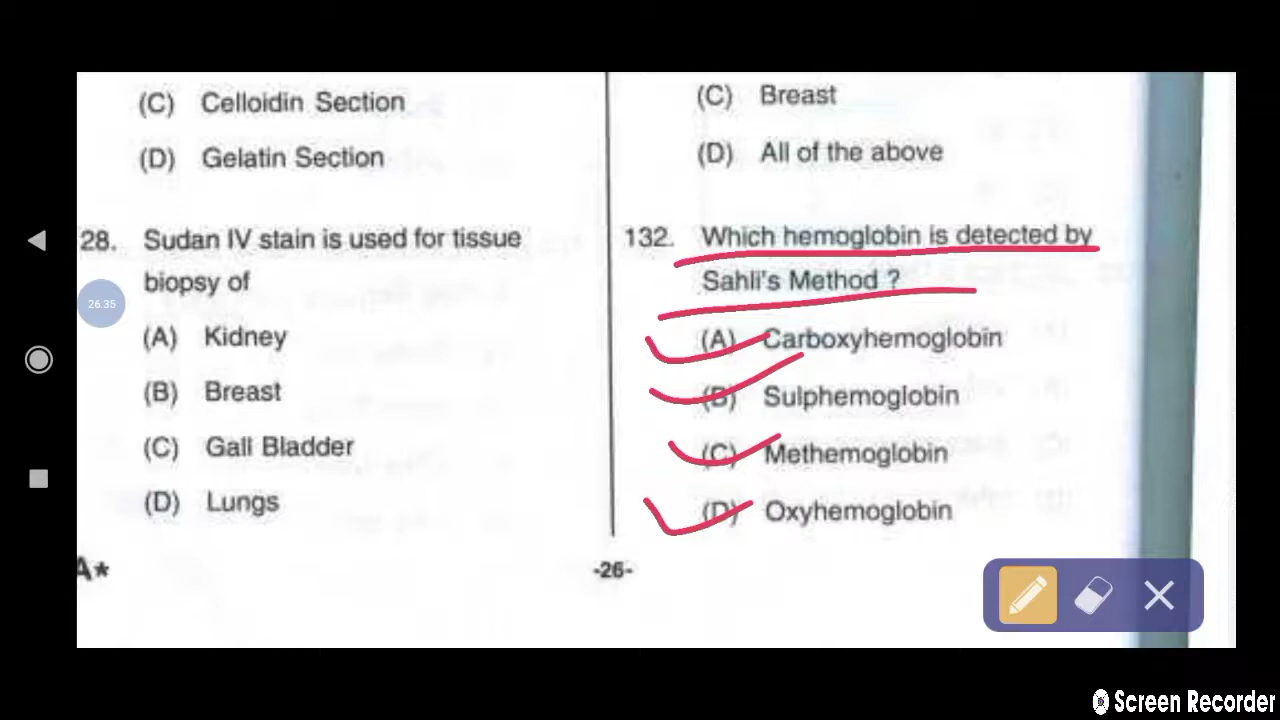 (C) Celloidin Section
(D) Gelatin Section
28. Sudan IV stain is used for tissue
biopsy of
(A) Kidney
(B) Breast
(C) Gall Bladder
(D) Lungs
A*
-26-
(C) Breast
(D) All of the above
132. Which hemoglobin is detected by
Sahli's Method ?
(A) Carboxyhemoglobin
(B) Sulphemoglobin
(C) Methemoglobin
(D) Oxyhemoglobin
26.35
Screen Recorder